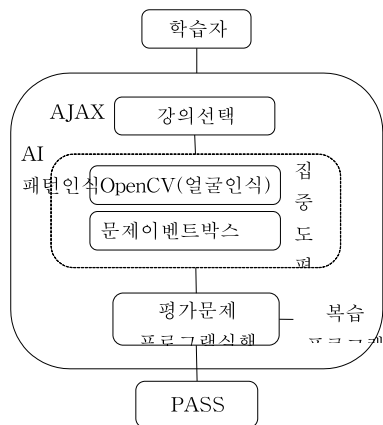 학습자
AJAX
강의선택
AI
패턴인식
OpenCV(얼굴인식)
문제이벤트박스
집
중
도
평가문제
복습
PASS